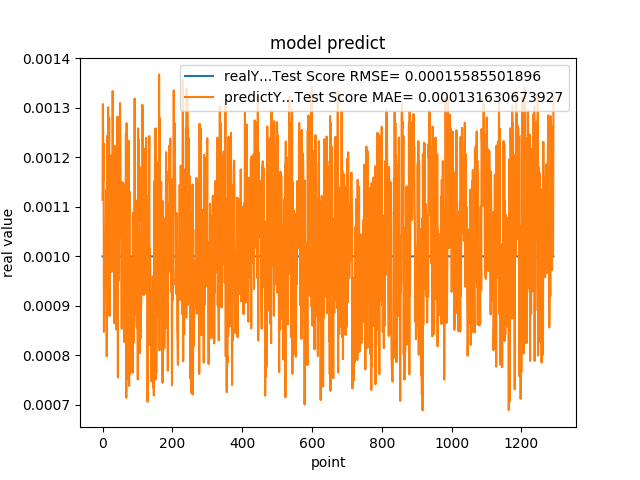 model predict
realY...Test Score RMSE= 0.00015585501896
predictY...Test Score MAE= 0.000131630673927
real value
0.0014
0.0013
0.0012
0.0011
0.0010
0.0009
0.0008
0.0007
0 200 400 600 800 1000 1200
point